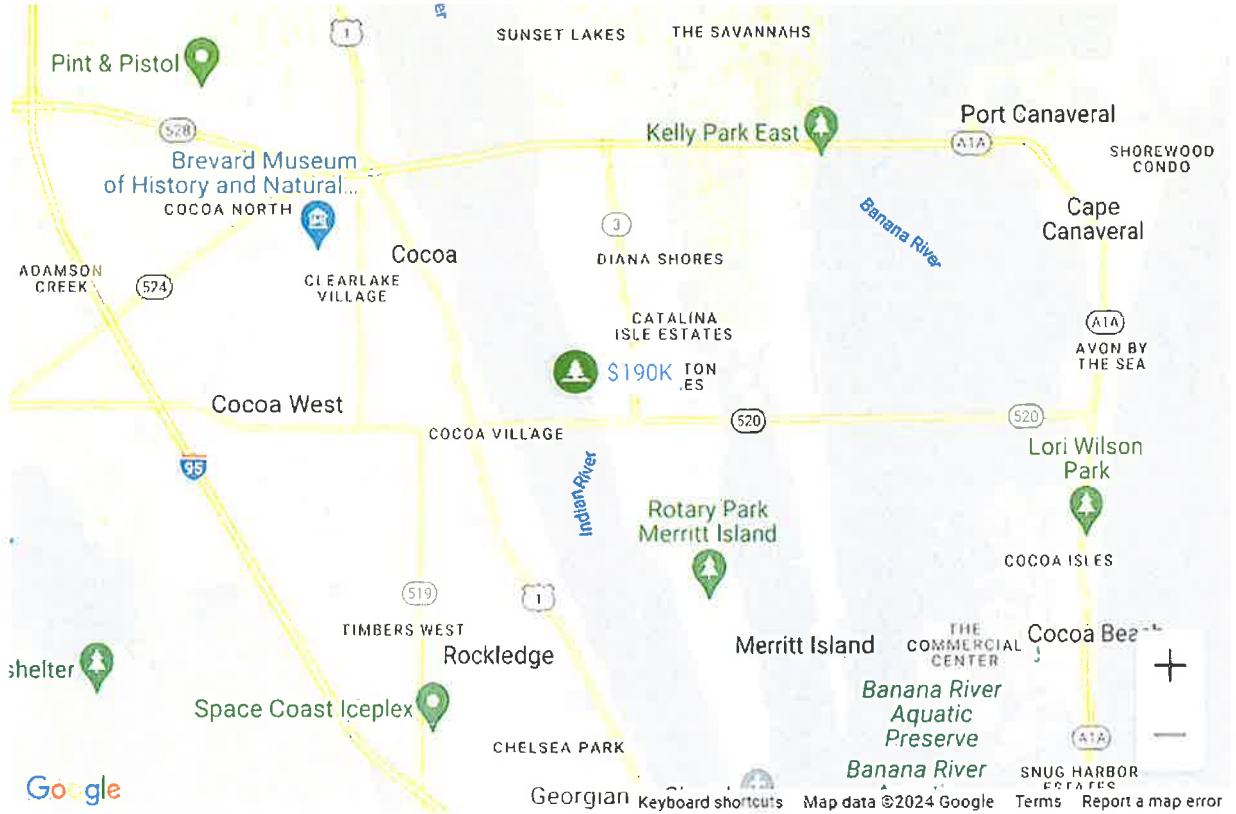 1
SUNSET LAKES
THE SAVANNAHS
Pint & Pistol
528
Kelly Park East
Port Canaveral
A1A
SHOREWOOD
CONDO
Brevard Museum
of History and Natural...
COCOA NORTH
3
Banana River
Cape
Canaveral
Cocoa
DIANA SHORES
ADAMSON
CREEK
524
CLEARLAKE
VILLAGE
CATALINA
ISLE ESTATES
A1A
AVON BY
THE SEA
$190K
TON
ES
Cocoa West
COCOA VILLAGE
520
520
Lori Wilson
Park
95
Indian River
Rotary Park
Merritt Island
COCOA ISLES
519
1
TIMBERS WEST
Rockledge
Merritt Island
THE
COMMERCIAL
CENTER
Cocoa
+
shelter
Space Coast Iceplex
Banana River
Aquatic
Preserve
A1A
−
CHELSEA PARK
Banana River
SNUG HARBOR
Google
Georgian
Keyboard shortcuts
Map data ©2024 Google
Terms
Report a map error